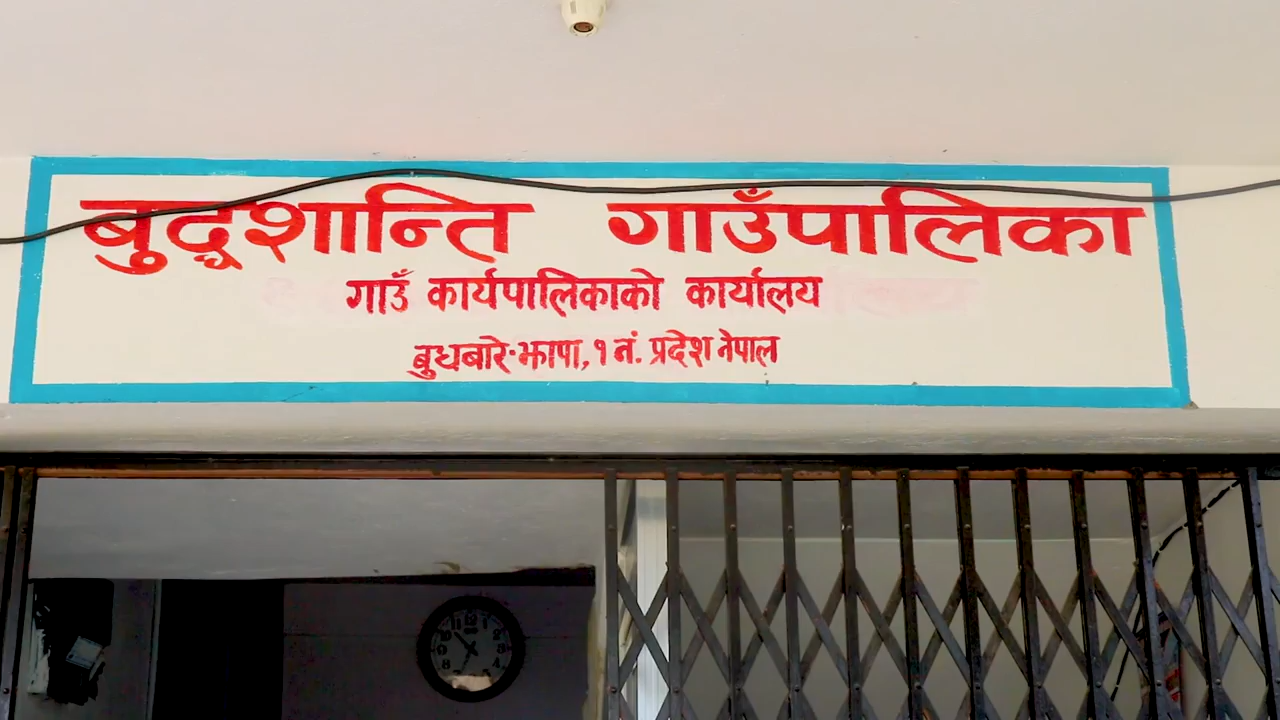 बुद्धशान्ति गाउँपालिका
गाउँ कार्यपालिकाको कार्यालय
बुधबारे-झापा, १ नं. प्रदेश नेपाल